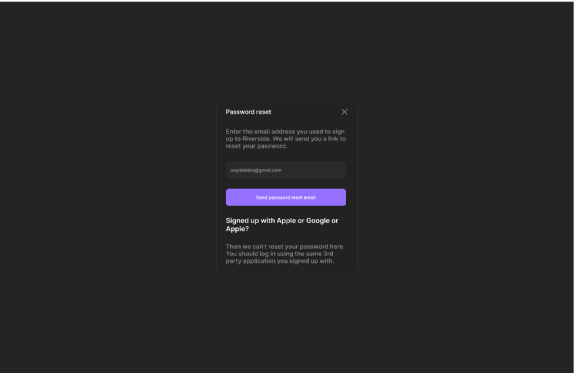 Password reset
Enter the email address you used to sign
up to Riverside. We will send you a link to
reset your password.
Send password reset email
Signed up with Apple or Google or
Apple?
Then we can't reset your password here.
You should log in using the same 3rd
party application you signed up with.